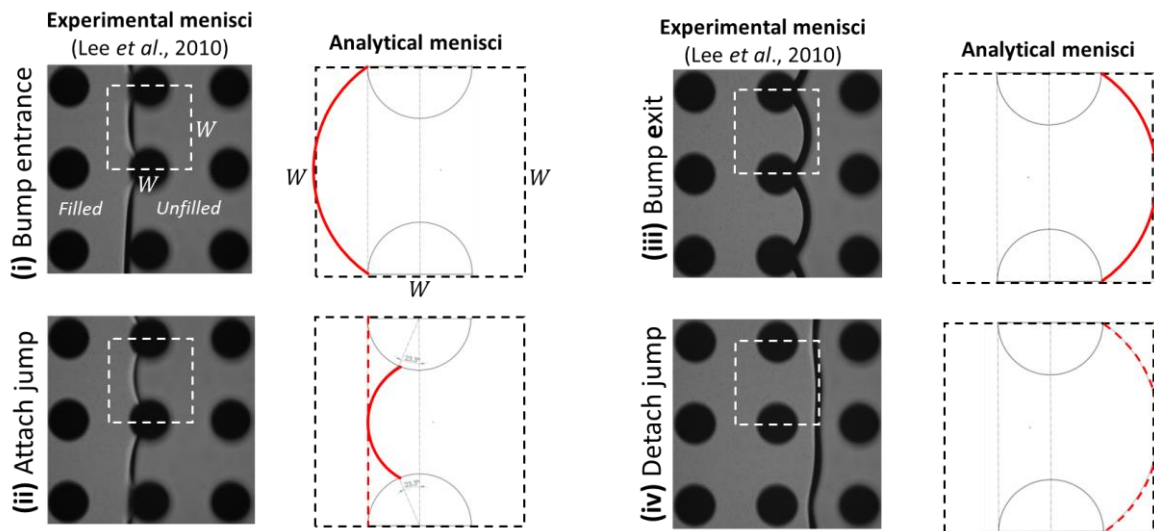 Experimental menisci
(Lee et al., 2010)
Analytical menisci
Experimental menisci
(Lee et al., 2010)
Analytical menisci
(i) Bump entrance
W
W
Filled
Unfilled
W
W
W
(iii) Bump exit
(ii) Attach jump
23.3°
23.3°
(iv) Detach jump